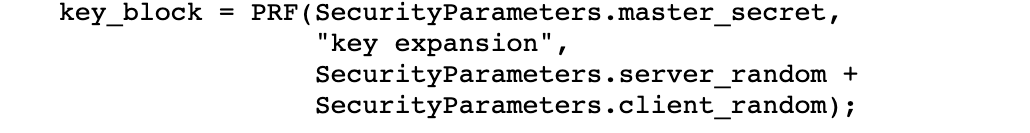 key_block = PRF(SecurityParameters.master_secret,
"key expansion",
SecurityParameters.server_random +
SecurityParameters.client_random);